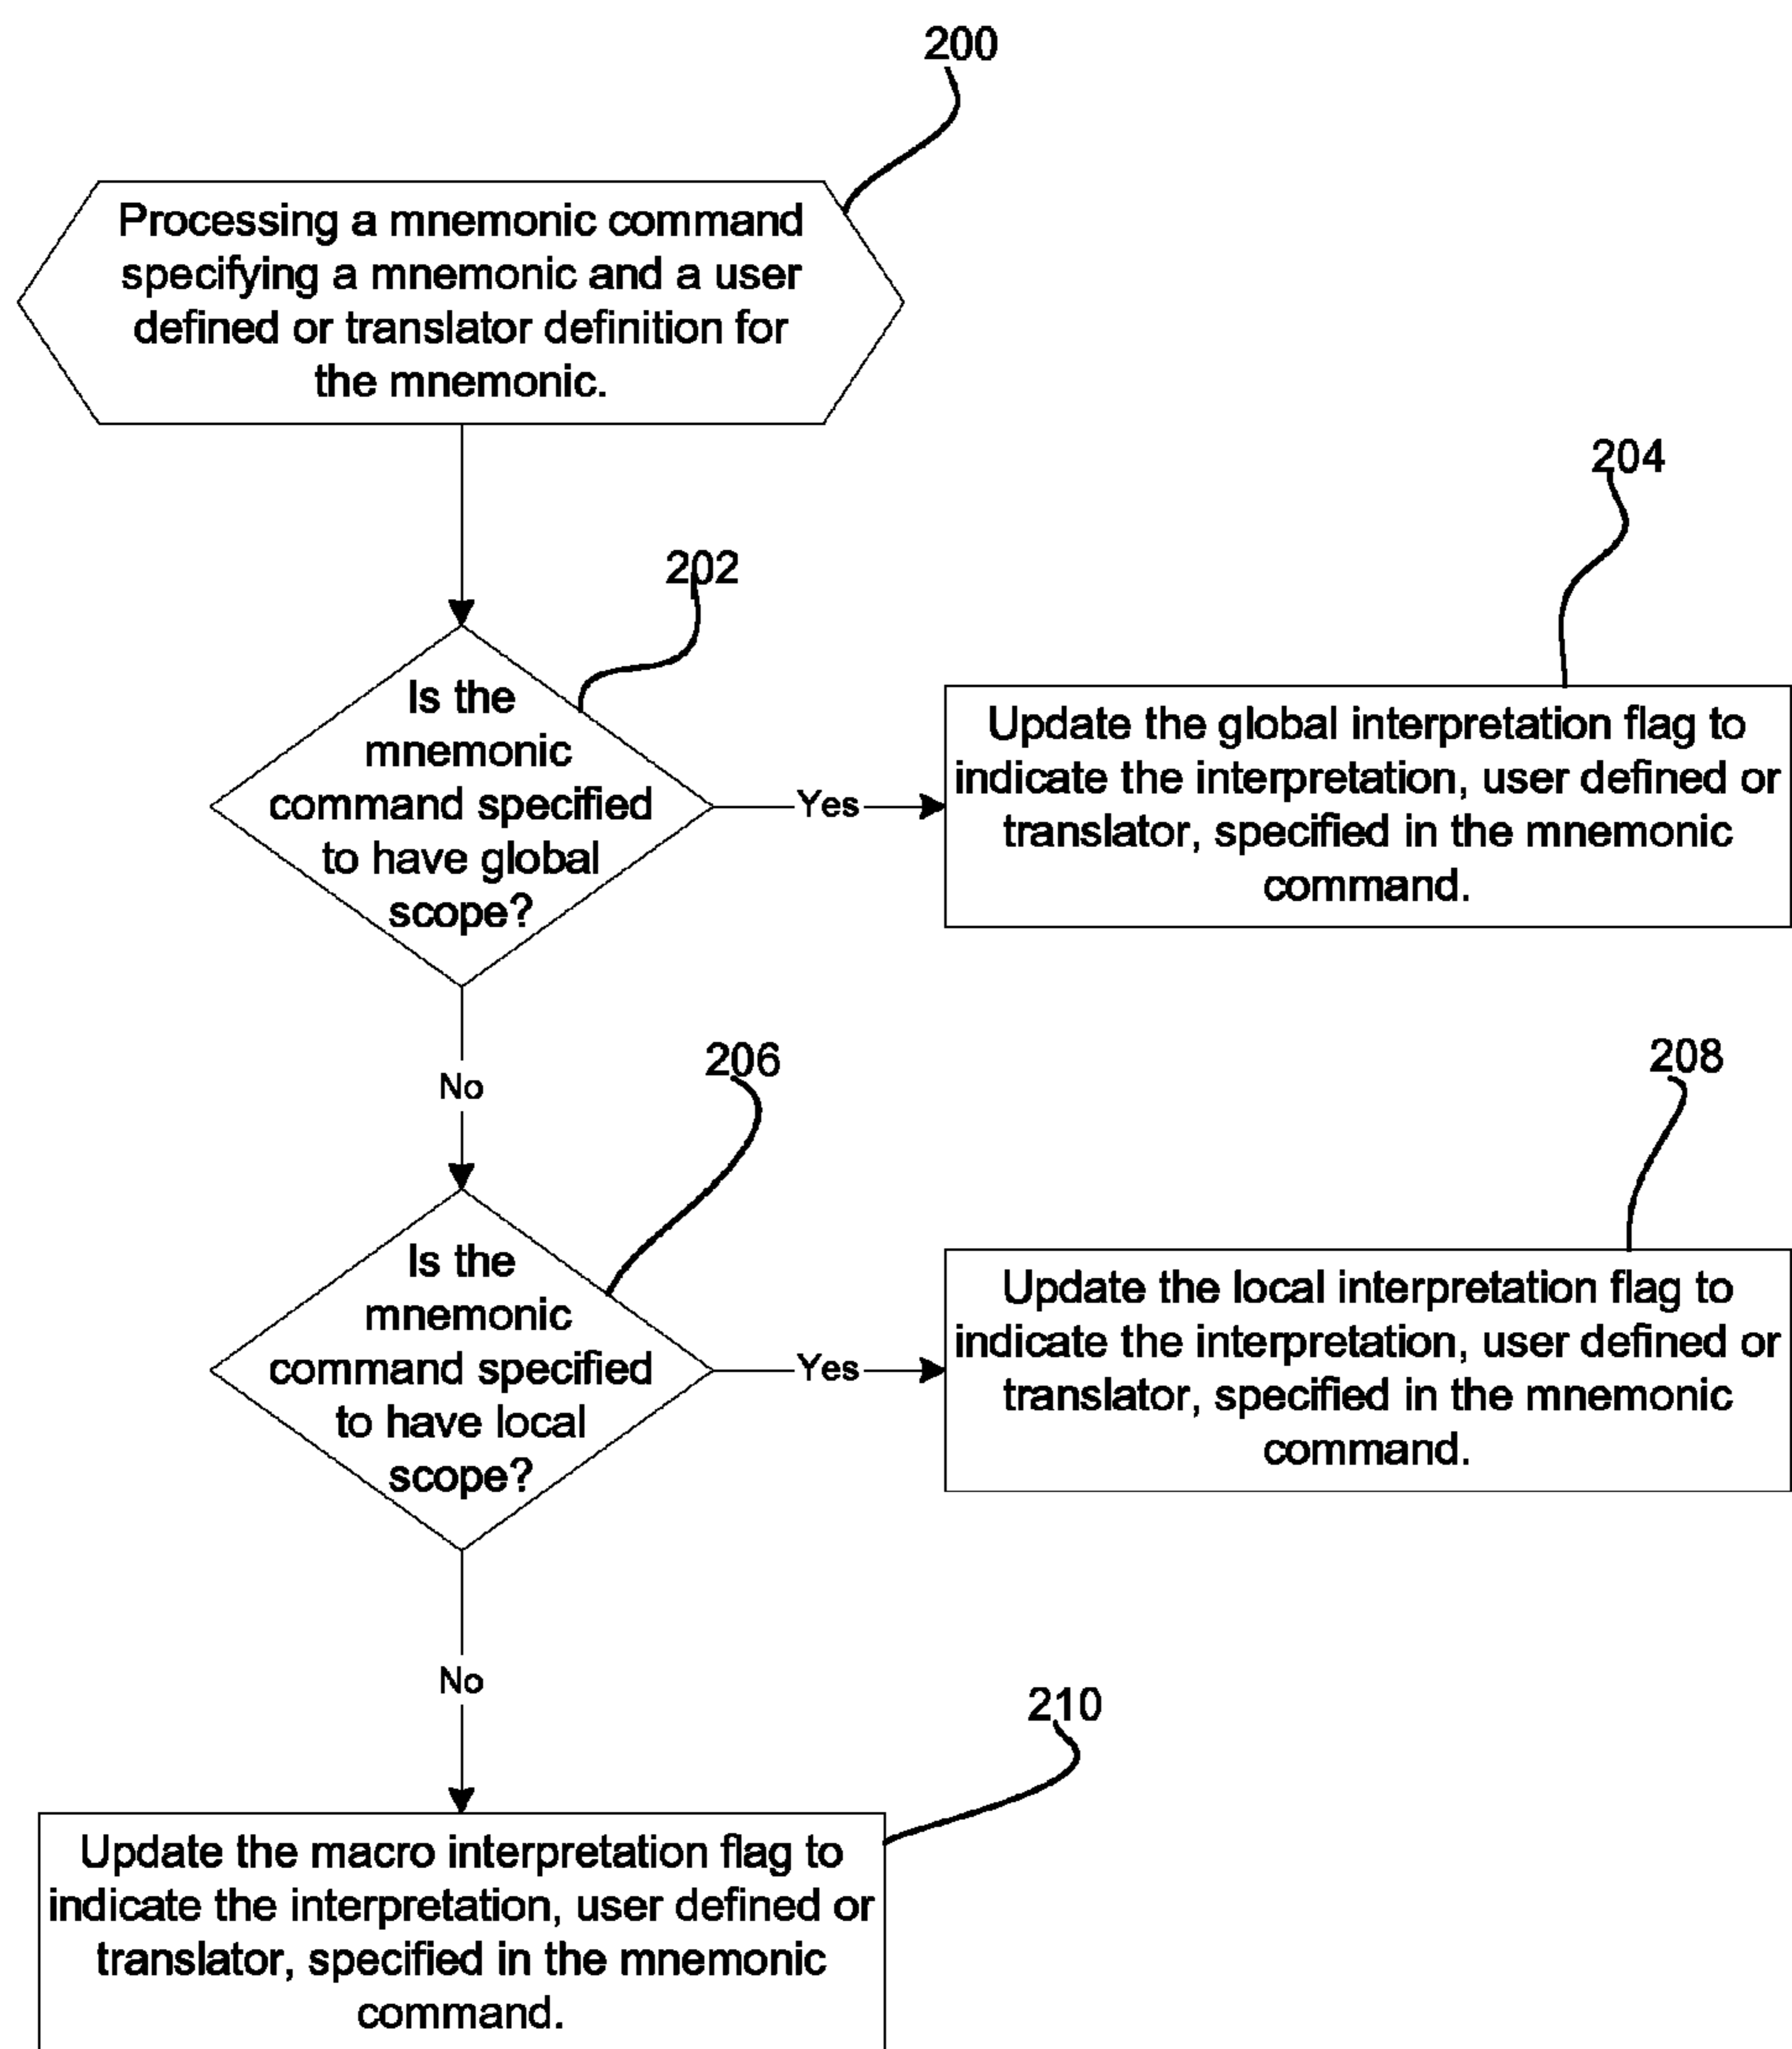 200
Processing a mnemonic command
specifying a mnemonic and a user
defined or translator definition for
the mnemonic.
202
Is the
mnemonic
command specified
to have global
scope?
Yes
204
Update the global interpretation flag to
indicate the interpretation, user defined or
translator, specified in the mnemonic
command.
No
206
Is the
mnemonic
command specified
to have local
scope?
Yes
208
Update the local interpretation flag to
indicate the interpretation, user defined or
translator, specified in the mnemonic
command.
No
210
Update the macro interpretation flag to
indicate the interpretation, user defined or
translator, specified in the mnemonic
command.